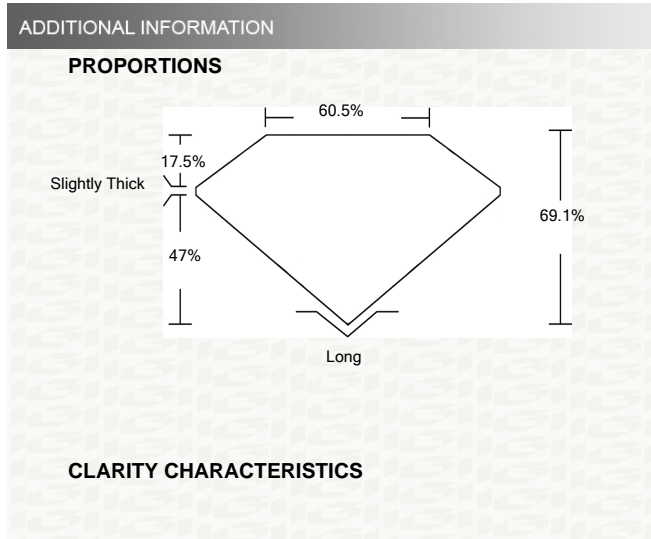 ADDITIONAL INFORMATION
PROPORTIONS
60.5%
17.5%
Slightly Thick
69.1%
47%
Long
CLARITY CHARACTERISTICS